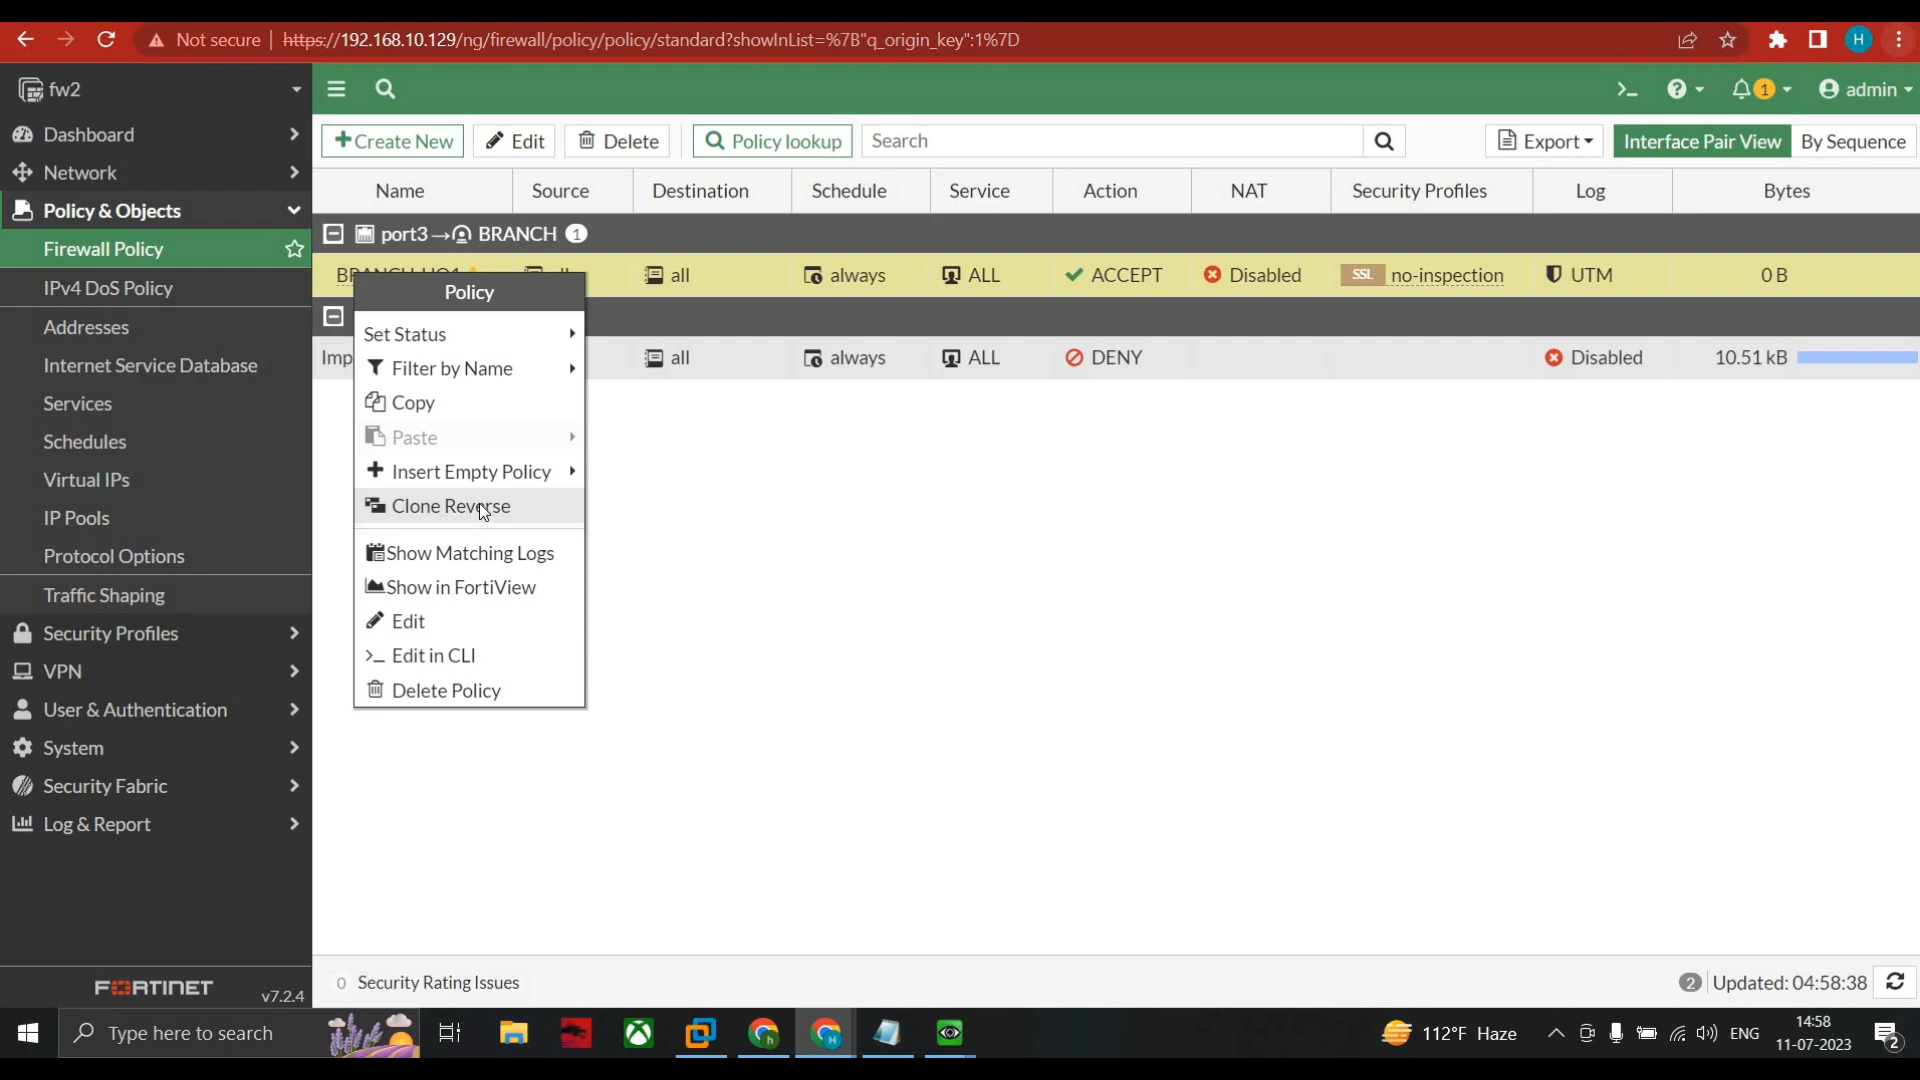 Not secure | https://192.168.10.129/ng/firewall/policy/policy/standard?showInList=%7B"q_origin_key":1%7D
H
fw2
1
admin
Dashboard
Network
Policy & Objects
Firewall Policy
IPv4 DoS Policy
Addresses
Internet Service Database
Services
Schedules
Virtual IPs
IP Pools
Protocol Options
Traffic Shaping
Security Profiles
VPN
User & Authentication
System
Security Fabric
Log & Report
FORTINET
v7.2.4
Create New
Edit
Delete
Policy lookup
Search
Export
Interface Pair View
By Sequence
Name Source Destination Schedule Service Action NAT Security Profiles Log Bytes
port3 → BRANCH 1
all always ALL ACCEPT Disabled SSL no-inspection UTM 0 B
Imp all always ALL DENY Disabled 10.51 kB
Policy
Set Status
Filter by Name
Copy
Paste
Insert Empty Policy
Clone Reverse
Show Matching Logs
Show in FortiView
Edit
Edit in CLI
Delete Policy
0 Security Rating Issues
2 Updated: 04:58:38
Type here to search
112°F Haze
ENG
14:58
11-07-2023
2